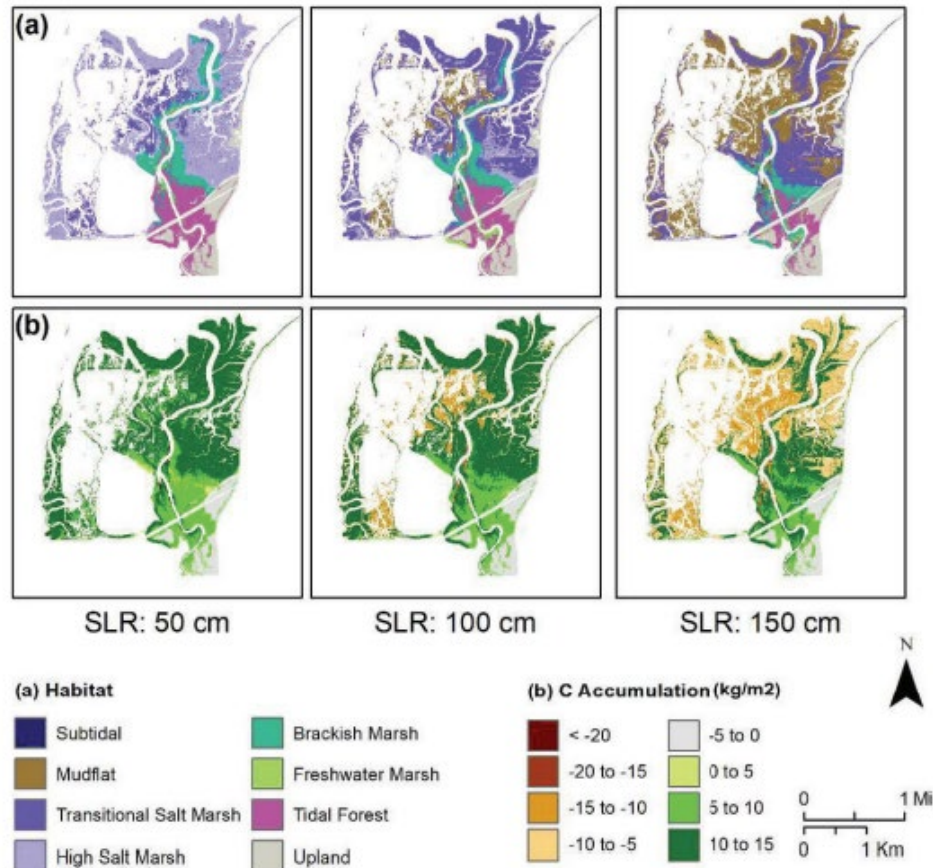 (a)
(b)
SLR: 50 cm
SLR: 100 cm
SLR: 150 cm
N
(a) Habitat
Subtidal
Mudflat
Transitional Salt Marsh
High Salt Marsh
Brackish Marsh
Freshwater Marsh
Tidal Forest
Upland
(b) C Accumulation (kg/m2)
< -20
-20 to -15
-15 to -10
-10 to -5
-5 to 0
0 to 5
5 to 10
10 to 15
0 1 Mi
0 1 Km